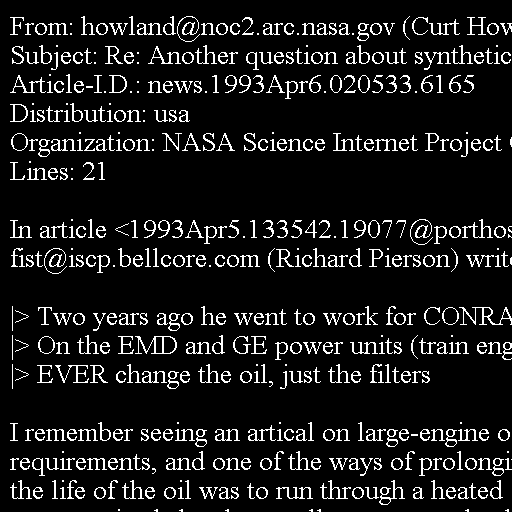 From: howland@noc2.arc.nasa.gov (Curt How
Subject: Re: Another question about synthetic
Article-I.D.: news.1993Apr6.020533.6165
Distribution: usa
Organization: NASA Science Internet Project
Lines: 21

In article <1993Apr5.133542.19077@porthos
fist@iscp.bellcore.com (Richard Pierson) write

|> Two years ago he went to work for CONRA
|> On the EMD and GE power units (train eng
|> EVER change the oil, just the filters

I remember seeing an artical on large-engine o
requirements, and one of the ways of prolongi
the life of the oil was to run through a heated